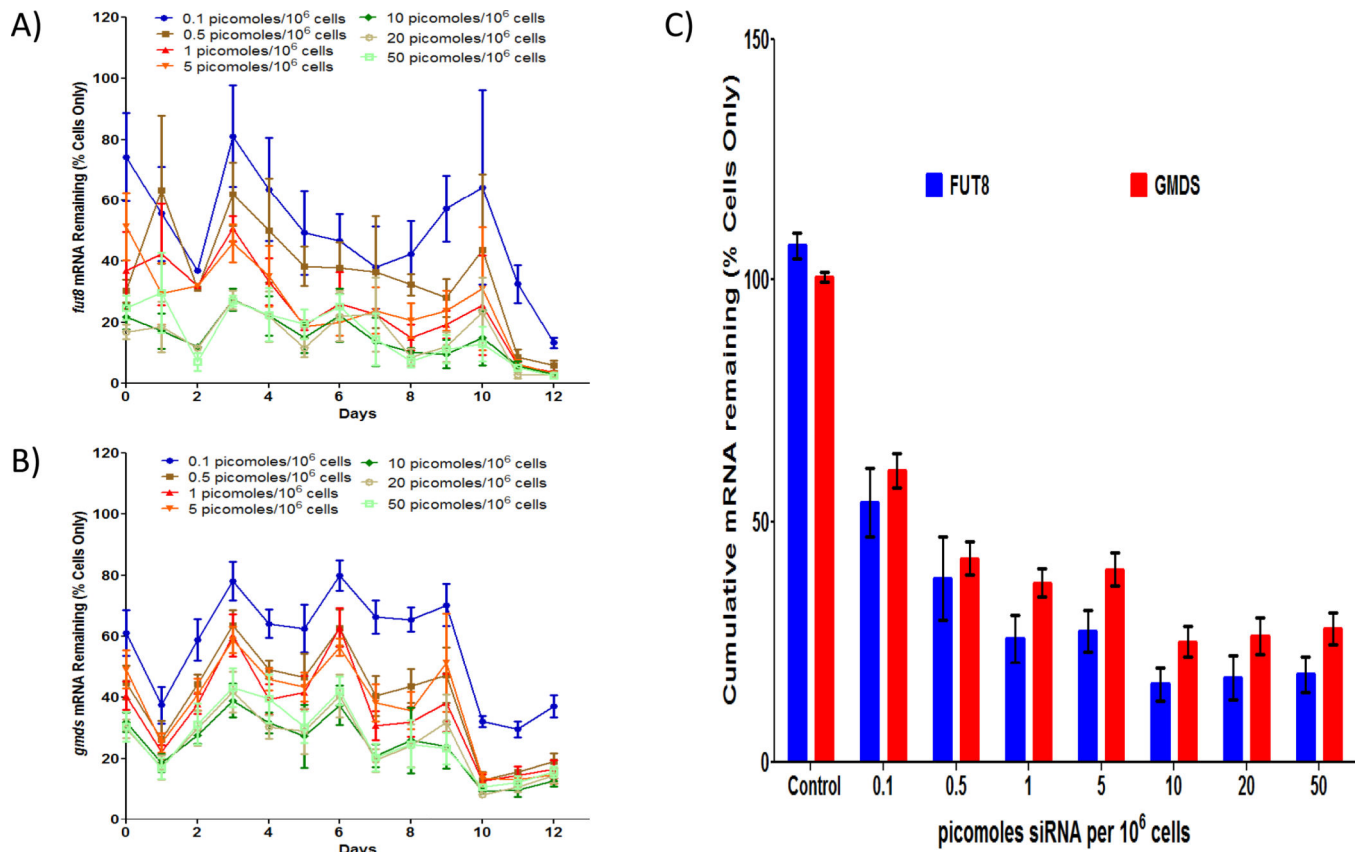 A)
120
100
80
60
40
20
0
fut8 mRNA Remaining (% Cells Only)
0.1 picomoles/10⁶ cells
0.5 picomoles/10⁶ cells
1 picomoles/10⁶ cells
5 picomoles/10⁶ cells
10 picomoles/10⁶ cells
20 picomoles/10⁶ cells
50 picomoles/10⁶ cells
0 2 4 6 8 10 12
Days
B)
120
100
80
60
40
20
0
gmds mRNA Remaining (% Cells Only)
0.1 picomoles/10⁶ cells
0.5 picomoles/10⁶ cells
1 picomoles/10⁶ cells
5 picomoles/10⁶ cells
10 picomoles/10⁶ cells
20 picomoles/10⁶ cells
50 picomoles/10⁶ cells
0 2 4 6 8 10 12
Days
C)
150
100
50
0
Cumulative mRNA remaining (% Cells Only)
FUT8
GMDS
Control 0.1 0.5 1 5 10 20 50
picomoles siRNA per 10⁶ cells